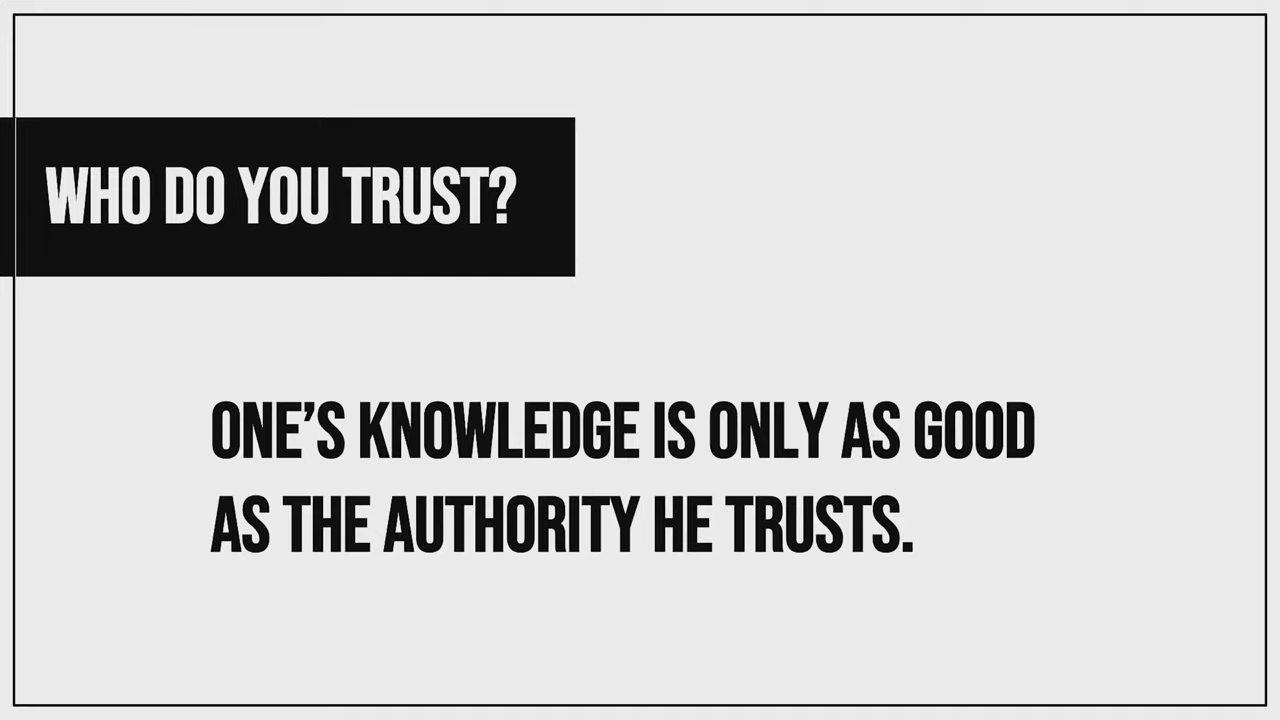 WHO DO YOU TRUST?
ONE’S KNOWLEDGE IS ONLY AS GOOD
AS THE AUTHORITY HE TRUSTS.